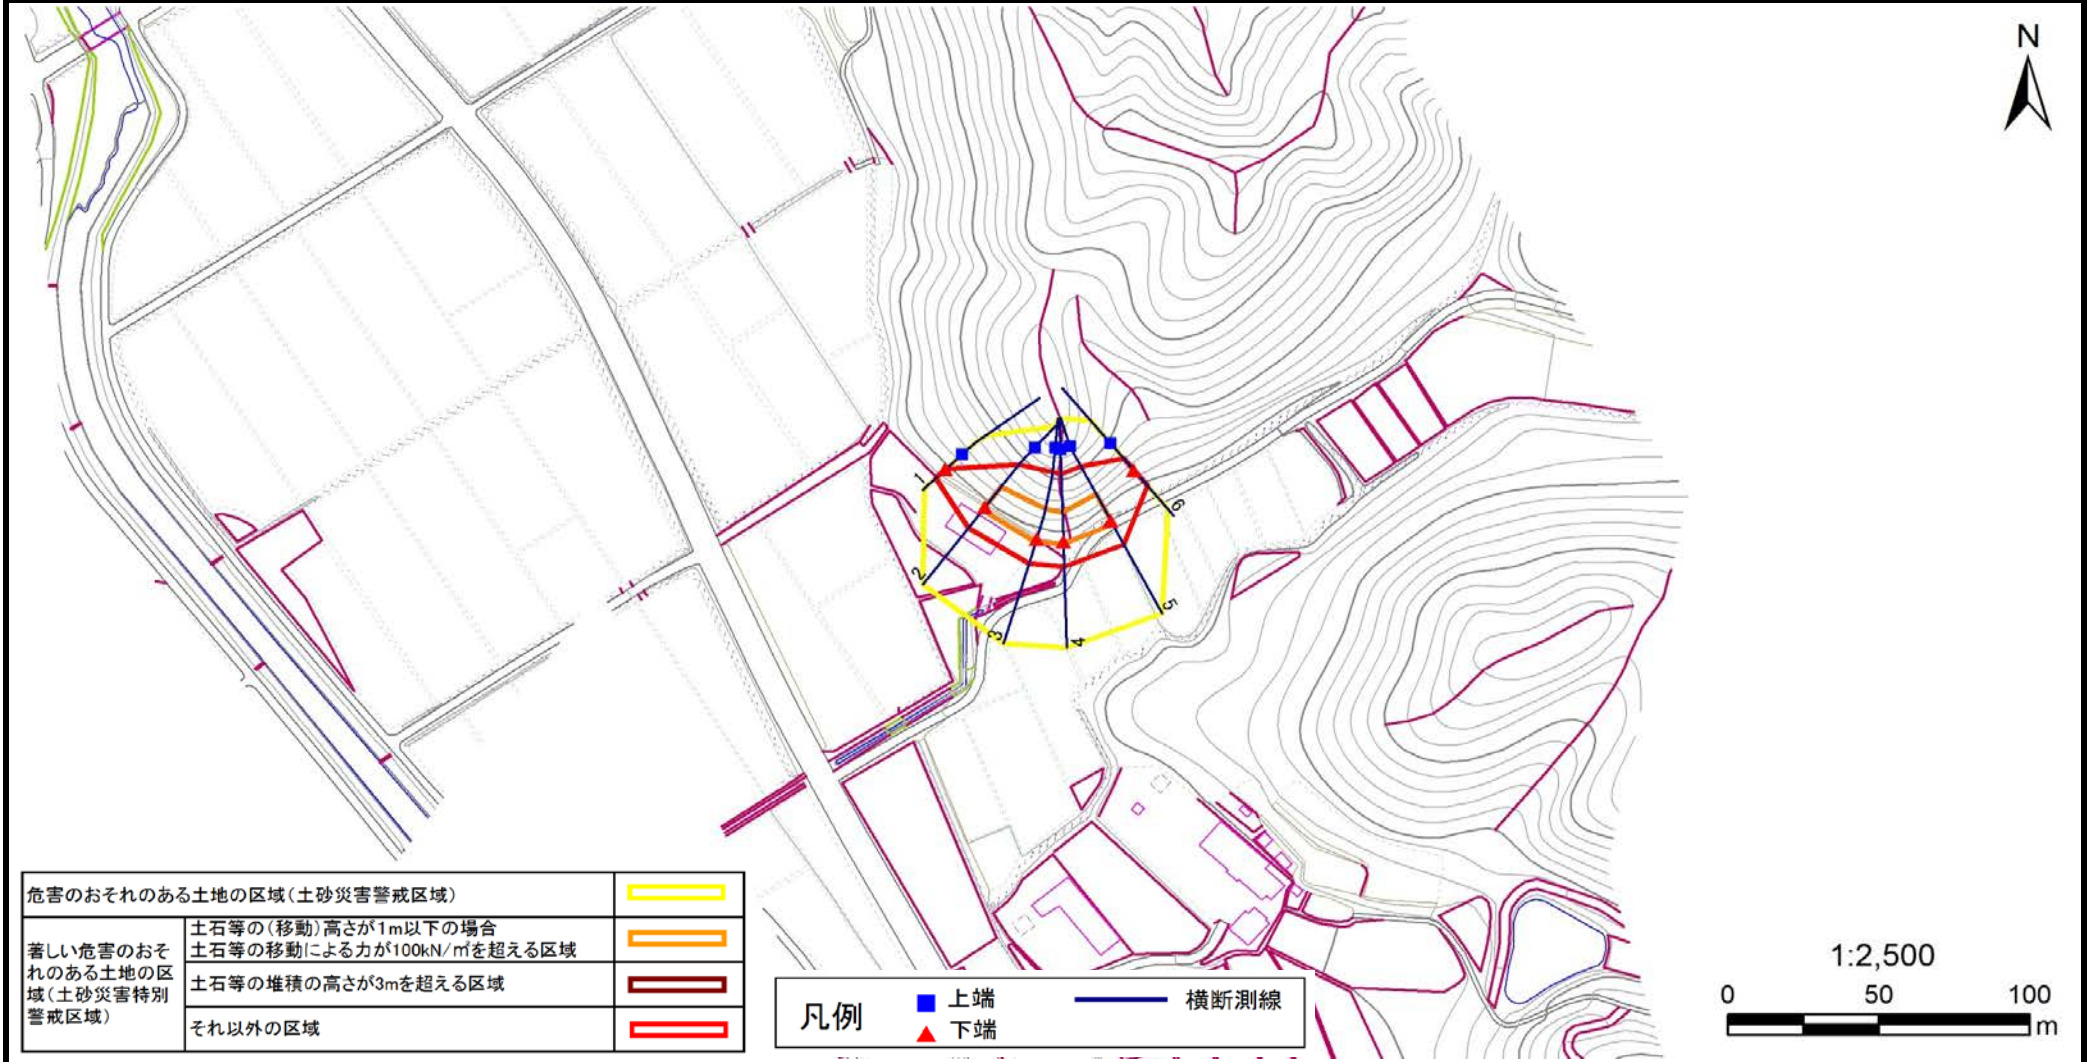 N
1
2
3
4
5
6
危害のおそれのある土地の区域(土砂災害警戒区域)
著しい危害のおそ
れのある土地の区
域(土砂災害特別
警戒区域)
土石等の(移動)高さが1m以下の場合
土石等の移動による力が100kN/㎡を超える区域
土石等の堆積の高さが3mを超える区域
それ以外の区域
凡例
上端
下端
横断測線
1:2,500
0 50 100
m